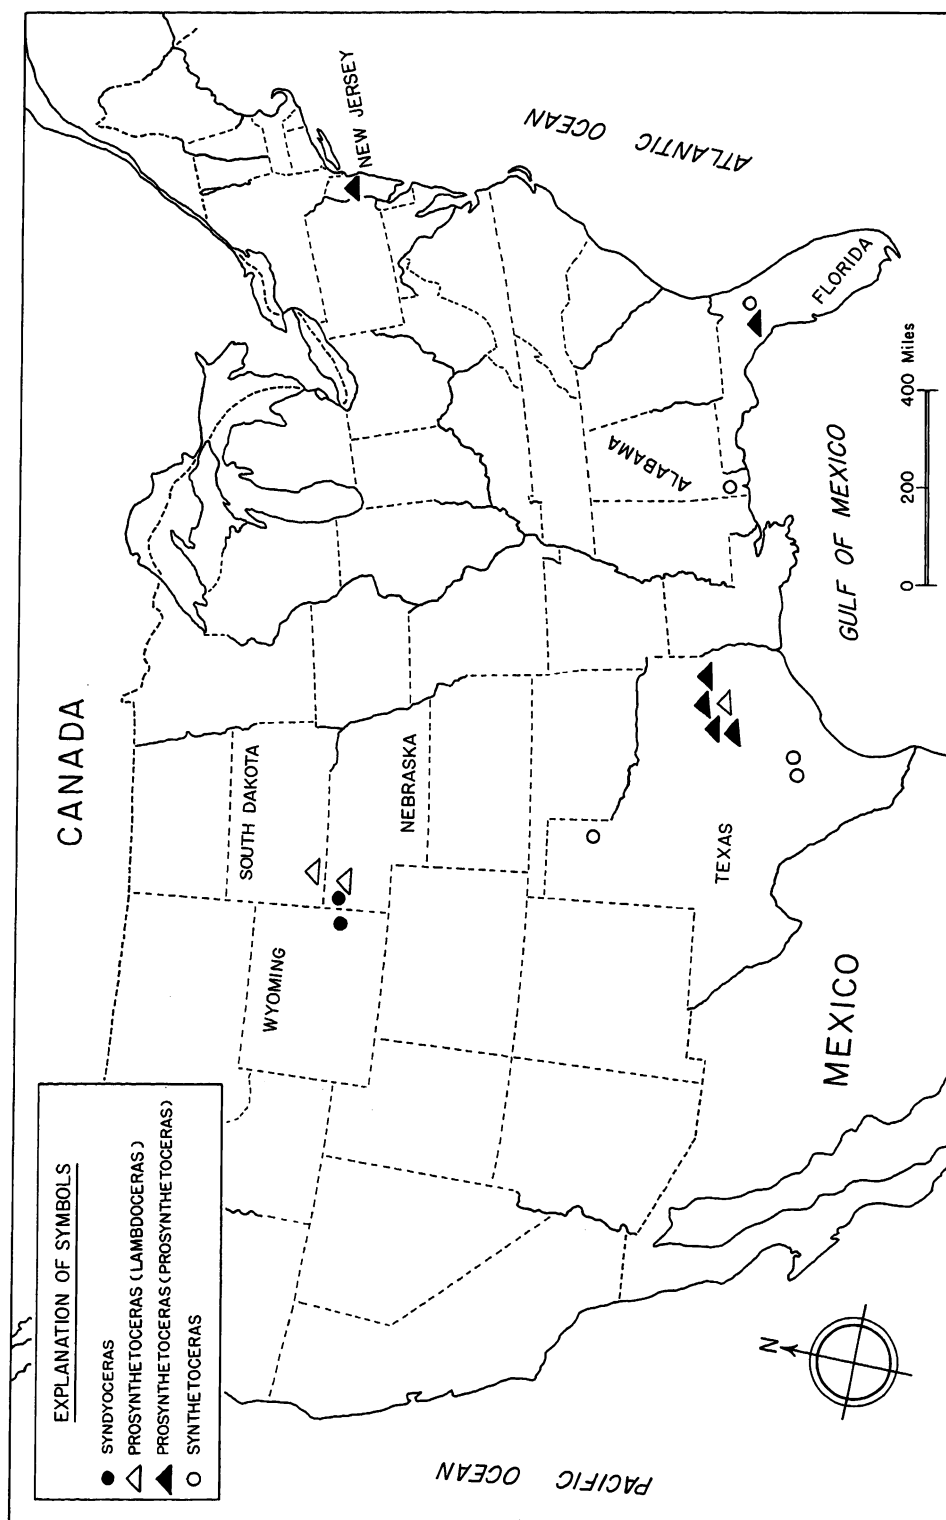 EXPLANATION OF SYMBOLS
SYNDYOCERAS
PROSYNTHETOCERAS (LAMBDOCERAS)
PROSYNTHETOCERAS (PROSYNTHETOCERAS)
SYNTHETOCERAS
CANADA
SOUTH DAKOTA
WYOMING
NEBRASKA
NEW JERSEY
ATLANTIC OCEAN
PACIFIC OCEAN
ALABAMA
TEXAS
FLORIDA
MEXICO
GULF OF MEXICO
N
0 200 400 Miles